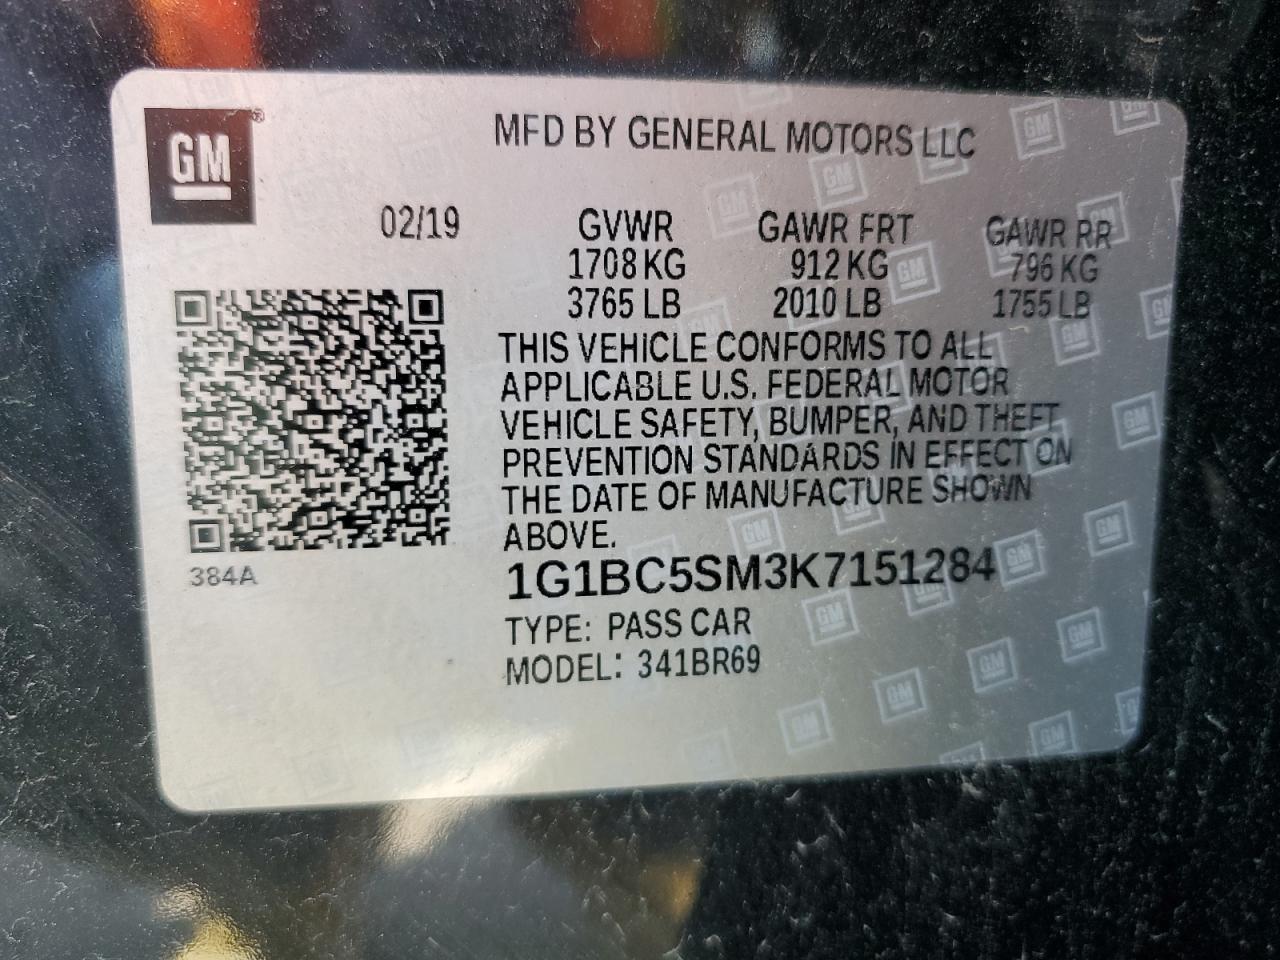 GM®
MFD BY GENERAL MOTORS LLC
02/19
GVWR GAWR FRT GAWR RR
1708 KG 912 KG 796 KG
3765 LB 2010 LB 1755 LB
THIS VEHICLE CONFORMS TO ALL
APPLICABLE U.S. FEDERAL MOTOR
VEHICLE SAFETY, BUMPER, AND THEFT
PREVENTION STANDARDS IN EFFECT ON
THE DATE OF MANUFACTURE SHOWN
ABOVE.
384A
1G1BC5SM3K7151284
TYPE: PASS CAR
MODEL: 341BR69